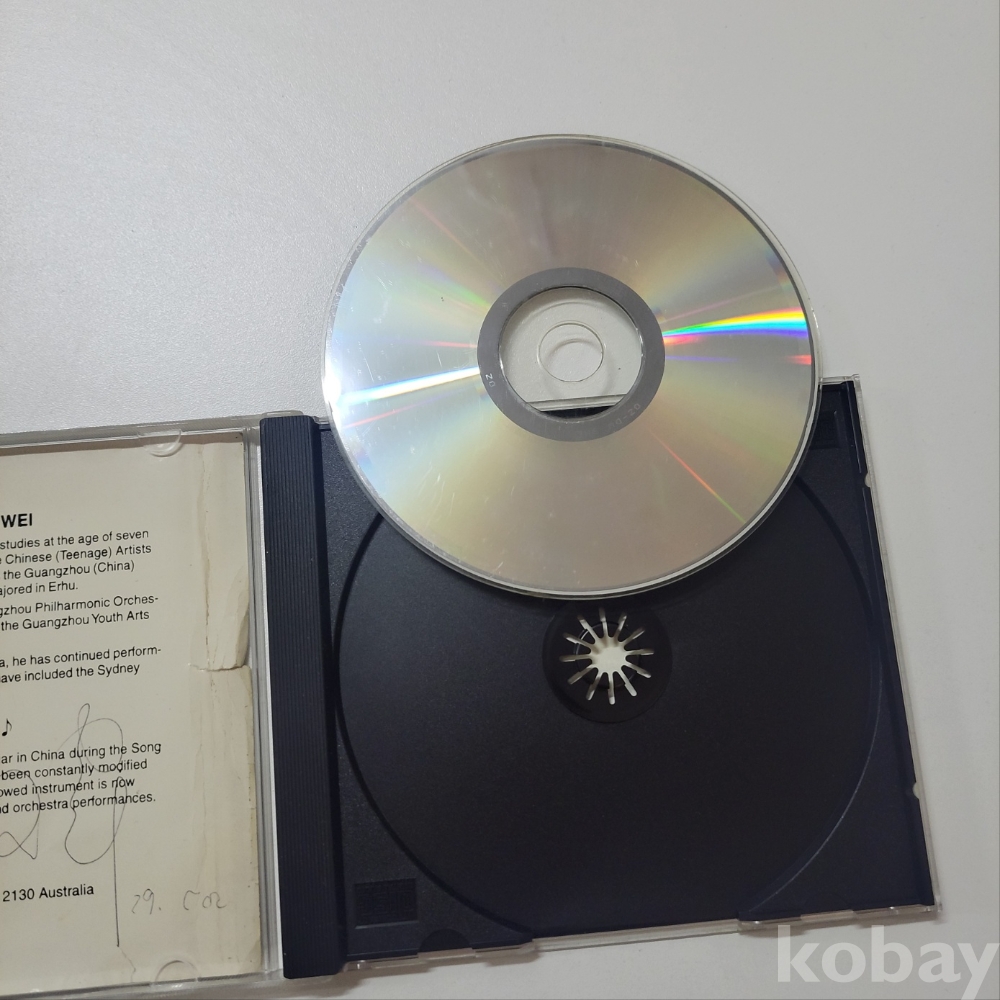 WEI
studies at the age of seven
Chinese (Teenage) Artists
the Guangzhou (China)
ajored in Erhu.
gzhou Philharmonic Orches-
the Guangzhou Youth Arts
a, he has continued perform-
ave included the Sydney
♪
ar in China during the Song
been constantly modified
owed instrument is now
nd orchestra performances.
2130 Australia
29.
kobay